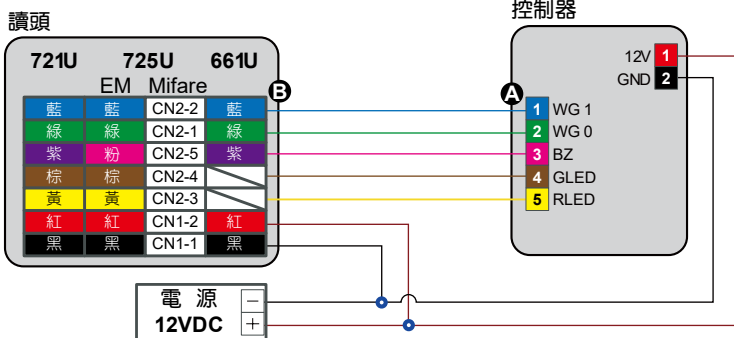 讀頭
控制器
721U 725U 661U
EM Mifare
藍 藍 CN2-2 藍
綠 綠 CN2-1 綠
紫 粉 CN2-5 紫
棕 棕 CN2-4
黃 黃 CN2-3
紅 紅 CN1-2 紅
黑 黑 CN1-1 黑
B
A
12V 1
GND 2
1 WG 1
2 WG 0
3 BZ
4 GLED
5 RLED
電 源 −
12VDC +